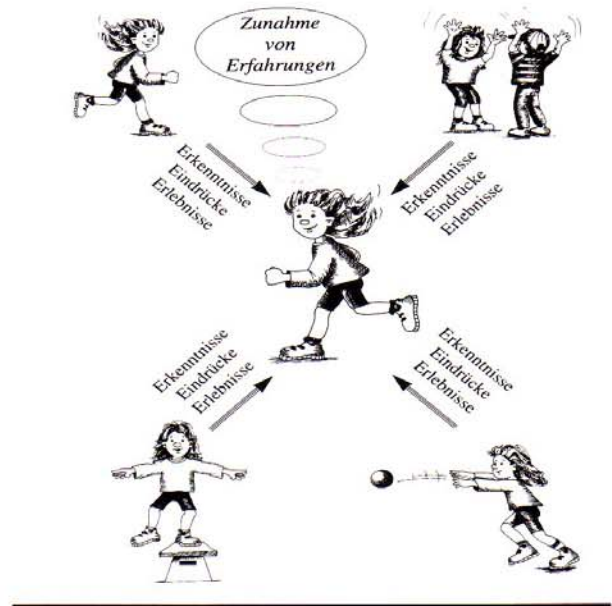 Zunahme
von
Erfahrungen
Erkenntnisse
Eindrücke
Erlebnisse
Erkenntnisse
Eindrücke
Erlebnisse
Erkenntnisse
Eindrücke
Erlebnisse
Erkenntnisse
Eindrücke
Erlebnisse